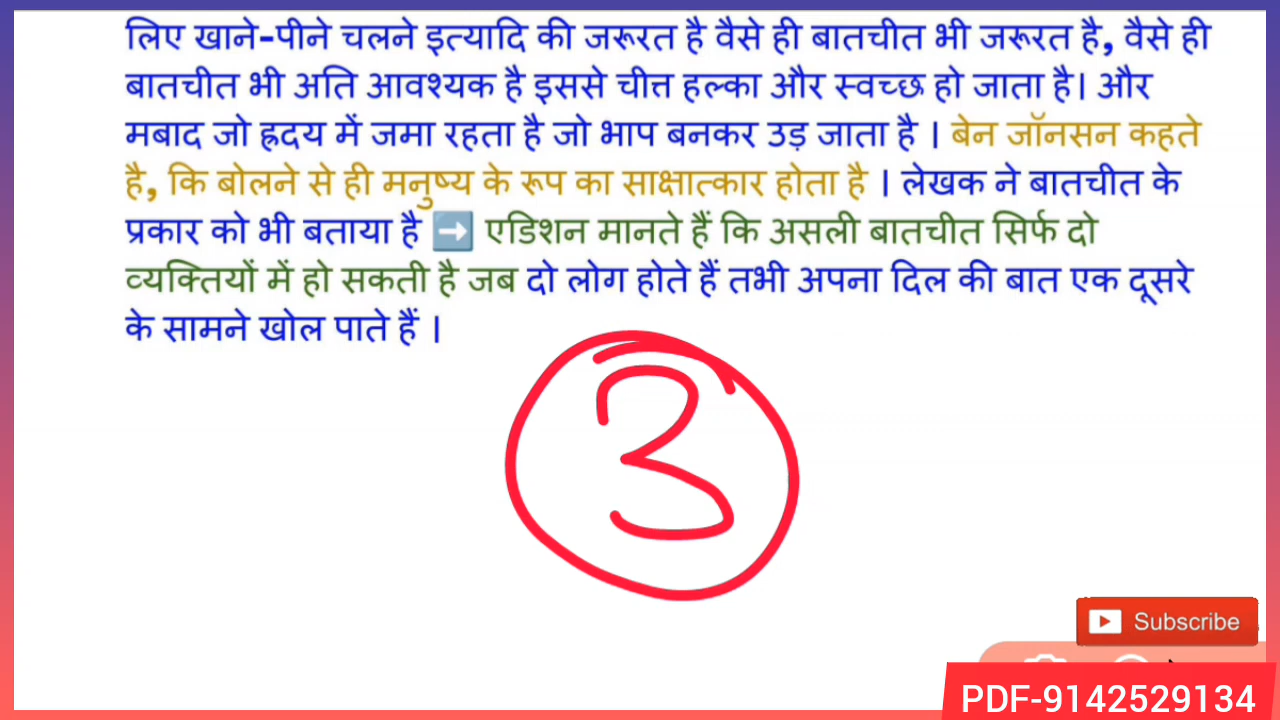 लिए खाने-पीने चलने इत्यादि की जरूरत है वैसे ही बातचीत भी जरूरत है, वैसे ही
बातचीत भी अति आवश्यक है इससे चीत्त हल्का और स्वच्छ हो जाता है। और
मबाद जो ह्रदय में जमा रहता है जो भाप बनकर उड़ जाता है । बेन जॉनसन कहते
है, कि बोलने से ही मनुष्य के रूप का साक्षात्कार होता है । लेखक ने बातचीत के
प्रकार को भी बताया है ➡ एडिशन मानते हैं कि असली बातचीत सिर्फ दो
व्यक्तियों में हो सकती है जब दो लोग होते हैं तभी अपना दिल की बात एक दूसरे
के सामने खोल पाते हैं ।
3
Subscribe
PDF-9142529134